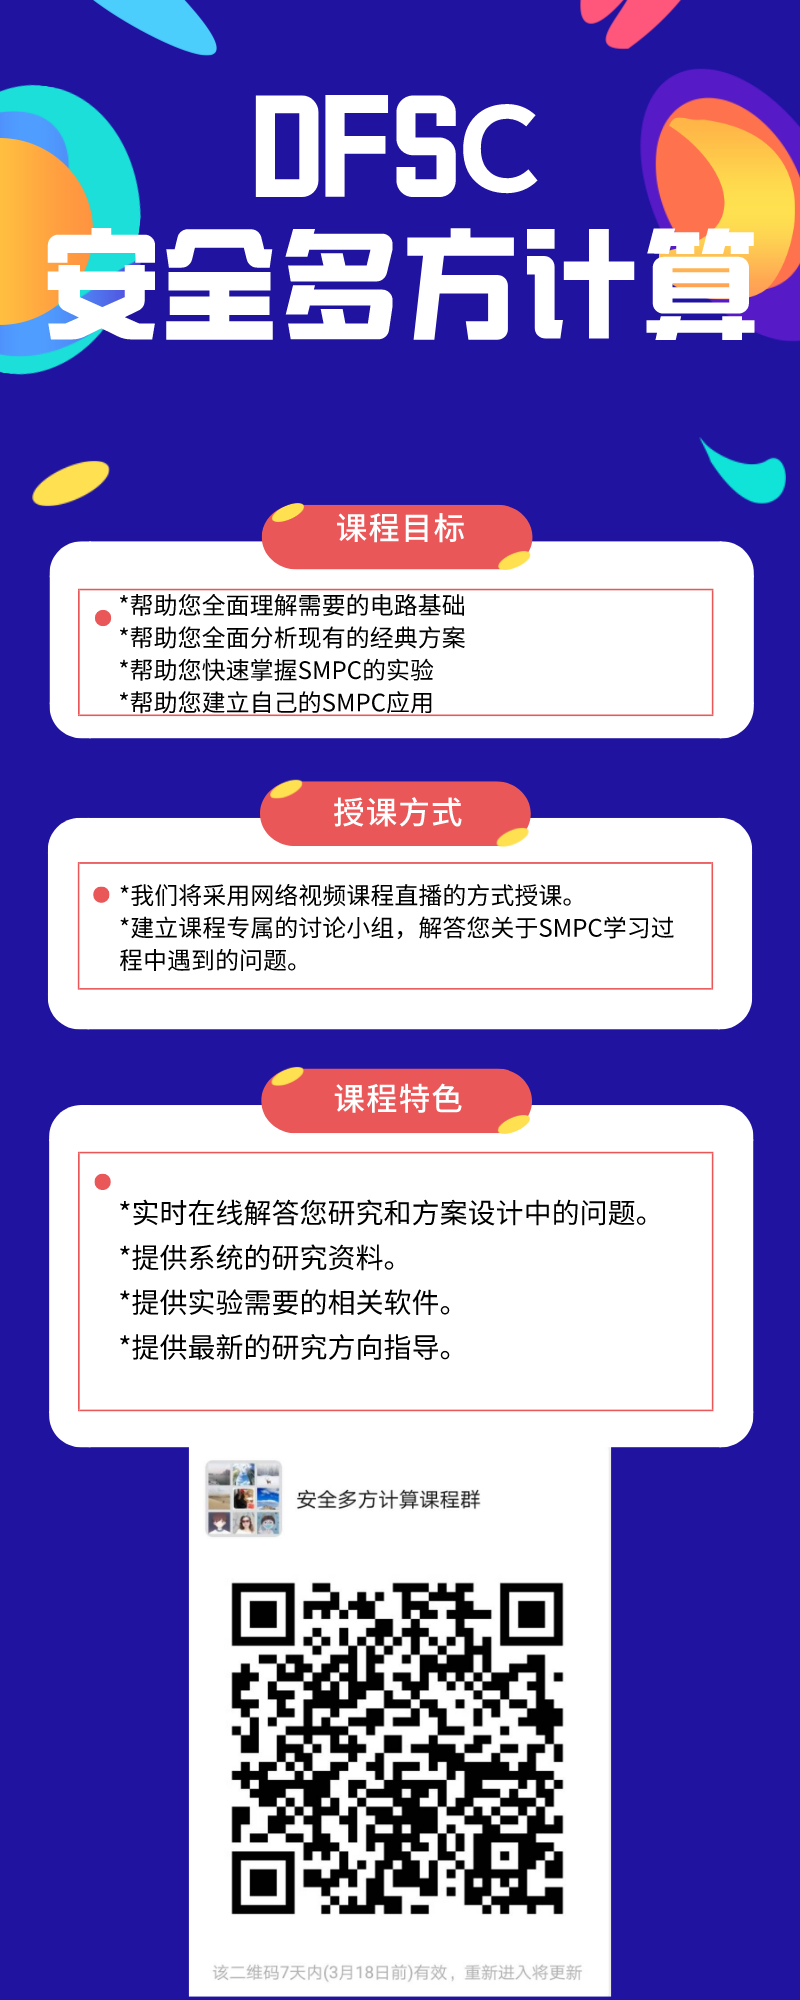 DFSC
安全多方计算
课程目标
*帮助您全面理解需要的电路基础
*帮助您全面分析现有的经典方案
*帮助您快速掌握SMPC的实验
*帮助您建立自己的SMPC应用
授课方式
*我们将采用网络视频课程直播的方式授课。
*建立课程专属的讨论小组，解答您关于SMPC学习过
程中遇到的问题。
课程特色
*实时在线解答您研究和方案设计中的问题。
*提供系统的研究资料。
*提供实验需要的相关软件。
*提供最新的研究方向指导。
安全多方计算课程群
该二维码7天内(3月18日前)有效，重新进入将更新